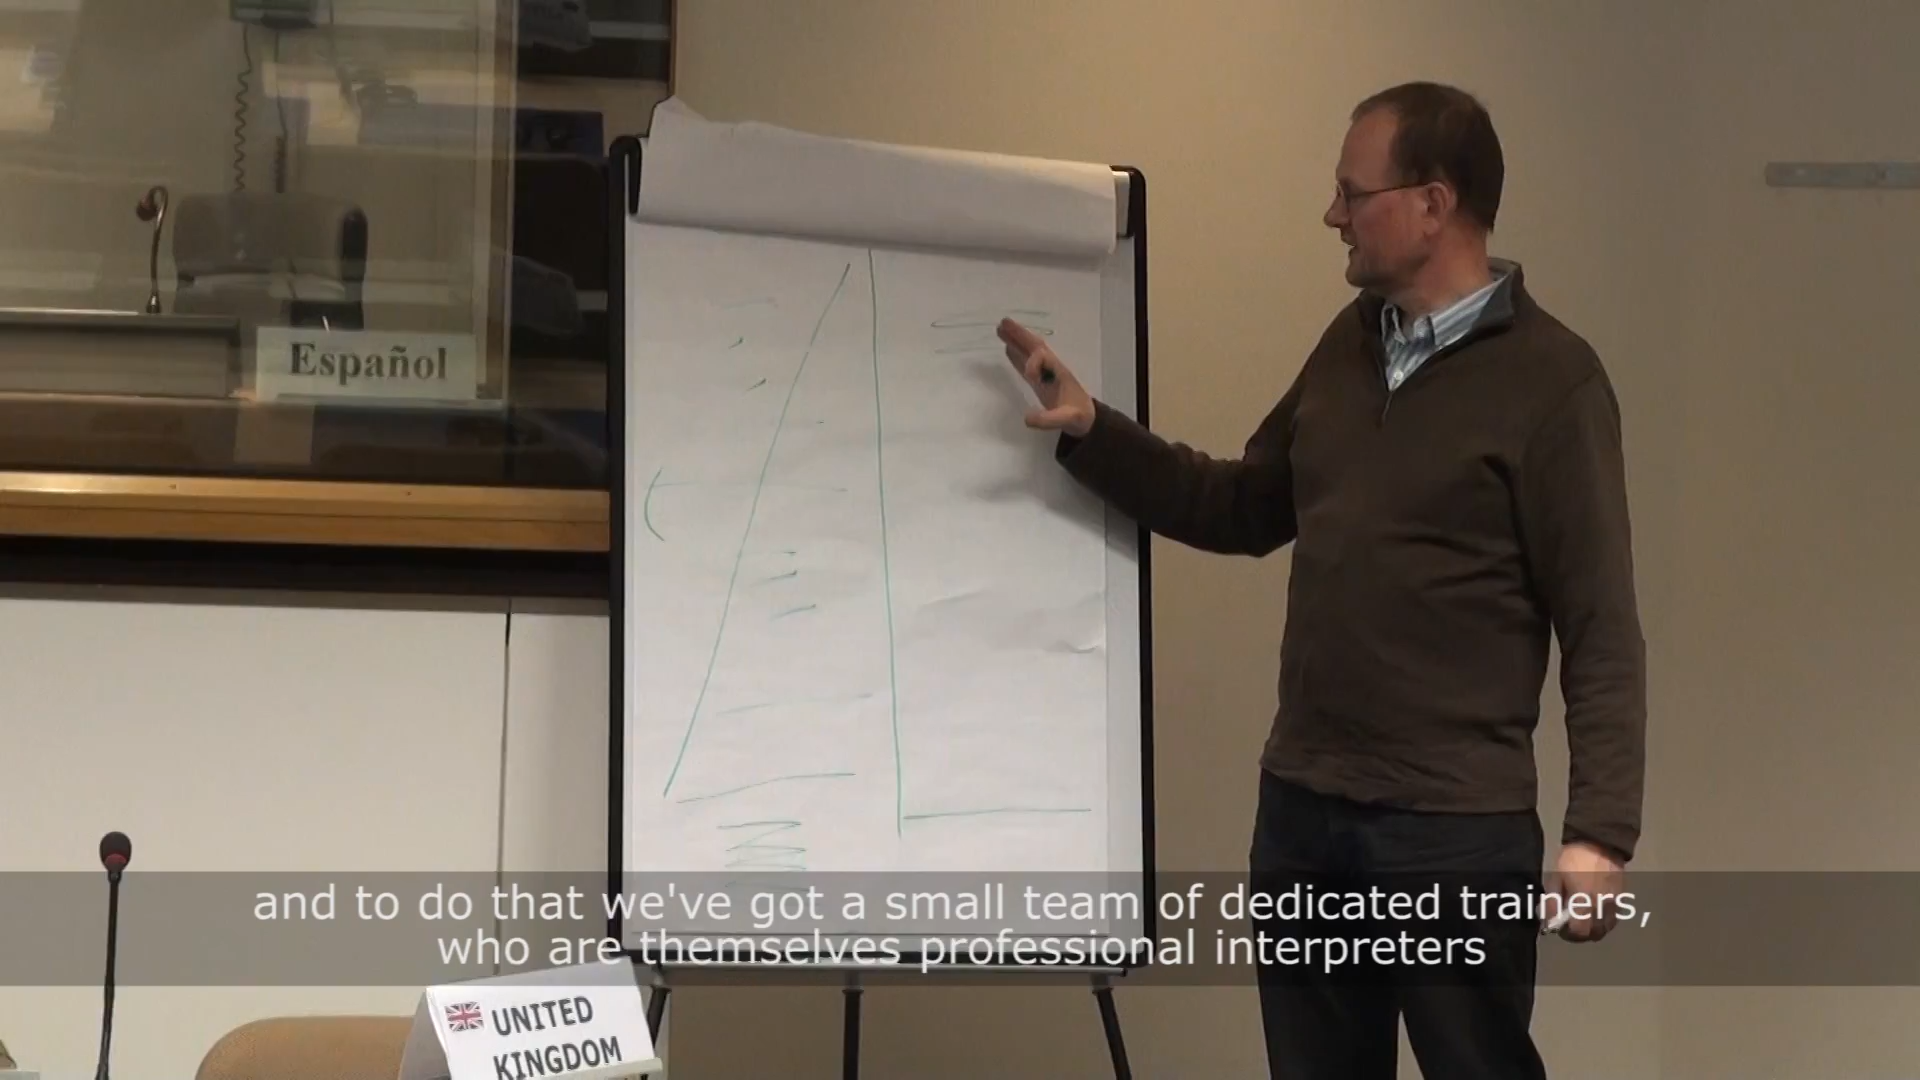 Español
and to do that we've got a small team of dedicated trainers,
who are themselves professional interpreters
UNITED
KINGDOM